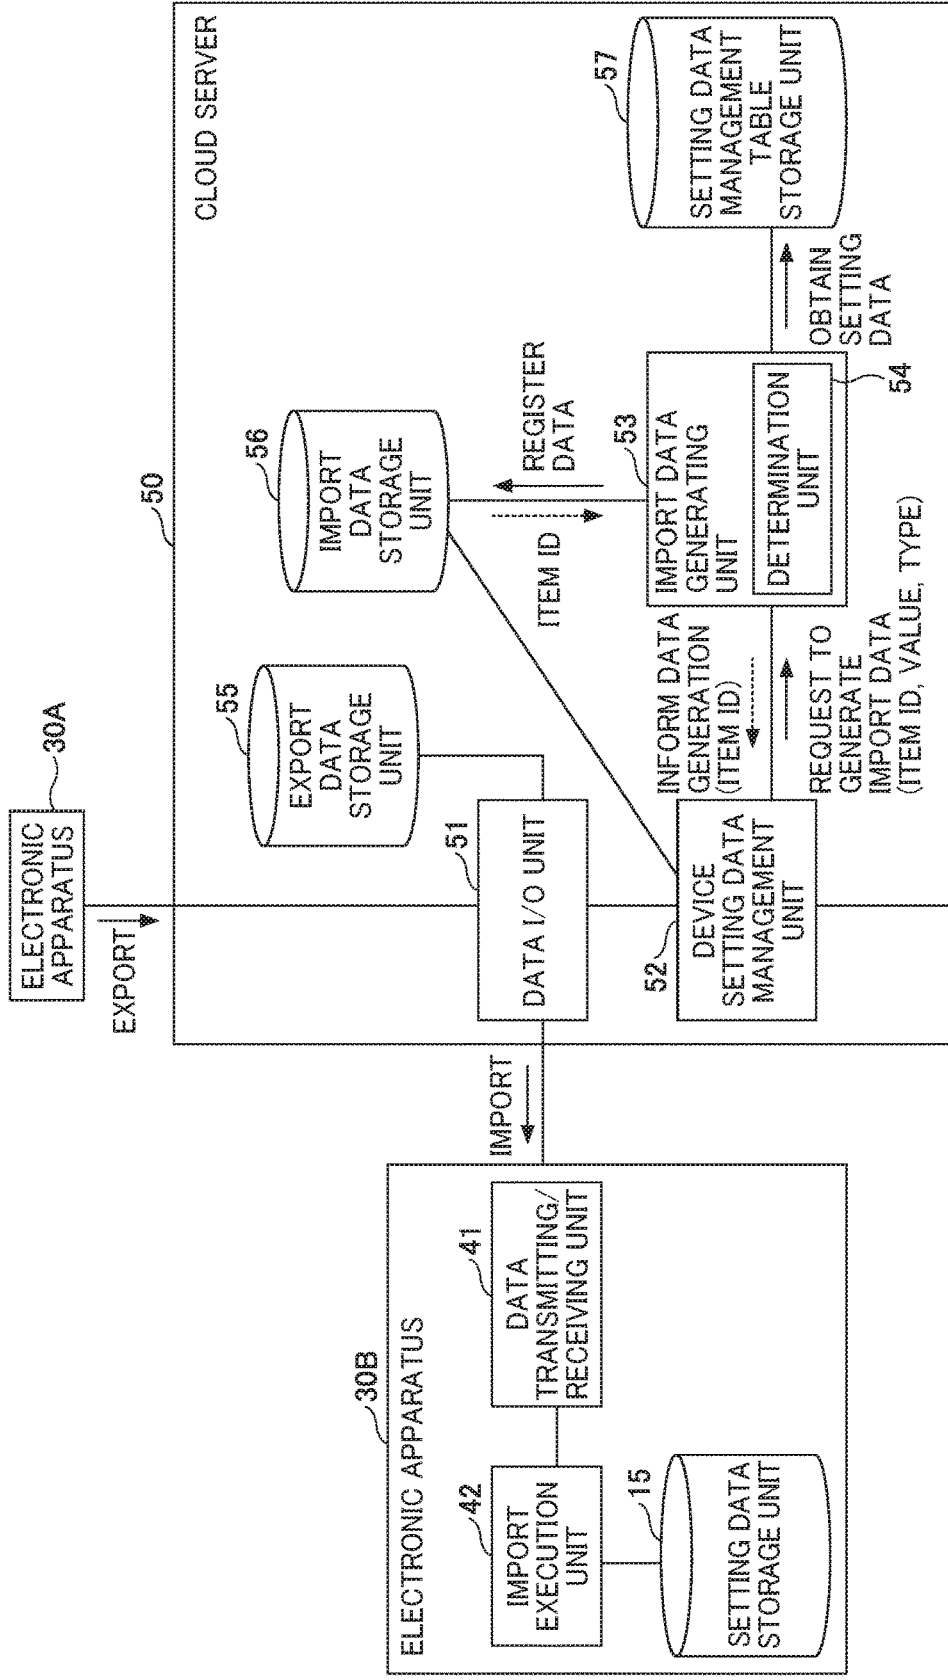 30A
ELECTRONIC
APPARATUS
EXPORT
50
CLOUD SERVER
55
EXPORT
DATA
STORAGE
UNIT
56
IMPORT
DATA
STORAGE
UNIT
51
DATA I/O UNIT
IMPORT
ITEM ID
REGISTER
DATA
52
DEVICE
SETTING DATA
MANAGEMENT
UNIT
INFORM DATA
GENERATION
(ITEM ID)
REQUEST TO
GENERATE
IMPORT DATA
(ITEM ID, VALUE, TYPE)
53
IMPORT DATA
GENERATING
UNIT
DETERMINATION
UNIT
54
OBTAIN
SETTING
DATA
57
SETTING DATA
MANAGEMENT
TABLE
STORAGE UNIT
30B
ELECTRONIC APPARATUS
41
DATA
TRANSMITTING/
RECEIVING UNIT
42
IMPORT
EXECUTION
UNIT
15
SETTING DATA
STORAGE UNIT